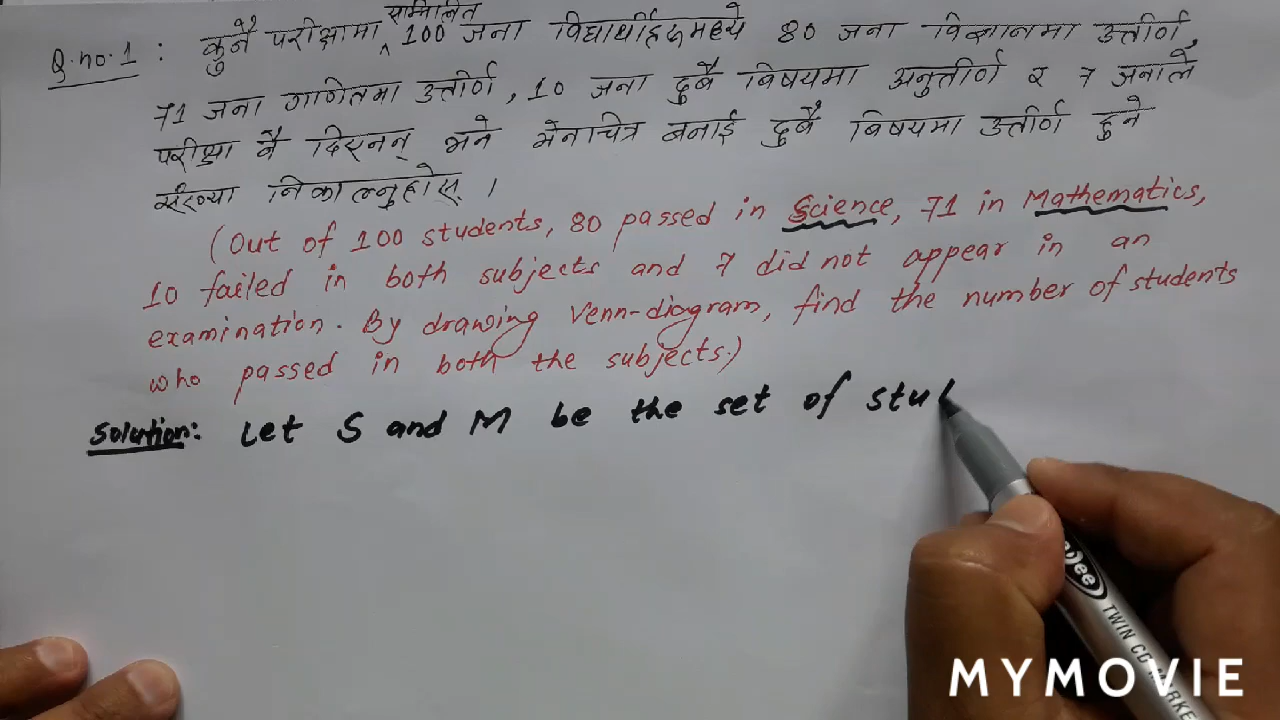 Q.no.1 : कुनै परीक्षामा सम्मिलित 100 जना विद्यार्थीहरूमध्ये 80 जना विज्ञानमा उत्तीर्ण,
71 जना गणितमा उत्तीर्ण, 10 जना दुबै बिषयमा अनुत्तीर्ण र 7 जनाले
परीक्षा नै दिएनन् भने भेनाचित्र बनाई दुबै बिषयमा उत्तीर्ण हुने
संख्या निकाल्नुहोस् ।
(Out of 100 students, 80 passed in Science, 71 in Mathematics,
10 failed in both subjects and 7 did not appear in an
examination. By drawing Venn-diagram, find the number of students
who passed in both the subjects.)
Solution: Let S and M be the set of stu
Joee
TWIN CD MARKER
MYMOVIE